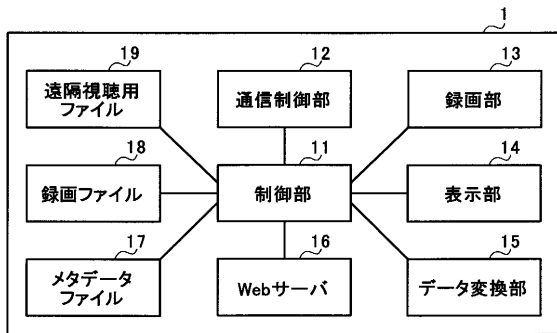 1
19
遠隔視聴用
ファイル
12
通信制御部
13
録画部
18
録画ファイル
11
制御部
14
表示部
17
メタデータ
ファイル
16
Webサーバ
15
データ変換部